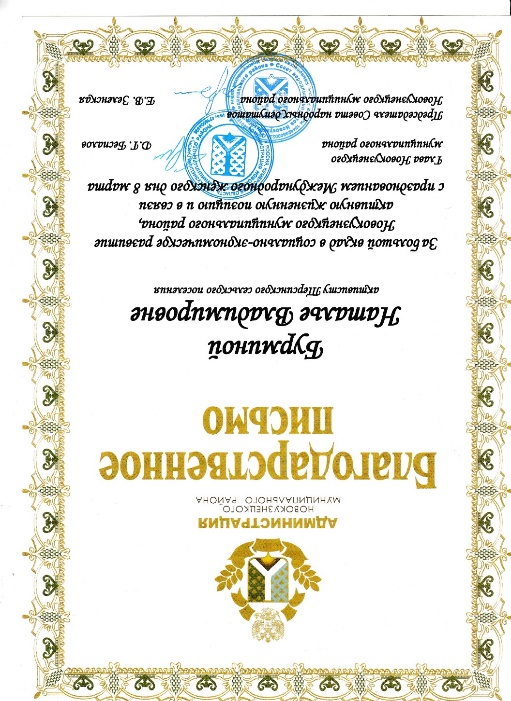 АДМИНИСТРАЦИЯ
НОВОКУЗНЕЦКОГО
МУНИЦИПАЛЬНОГО РАЙОНА
Благодарственное
ПИСЬМО
Бурминой
Наталье Владимировне
активисту Терсинского сельского поселения
За большой вклад в социально-экономическое развитие
Новокузнецкого муниципального района,
активную жизненную позицию и в связи
с празднованием Международного женского дня 8 марта
Глава Новокузнецкого
муниципального района Д.Г. Беспалов
Председатель Совета народных депутатов
Новокузнецкого муниципального района Е.В. Зеленская